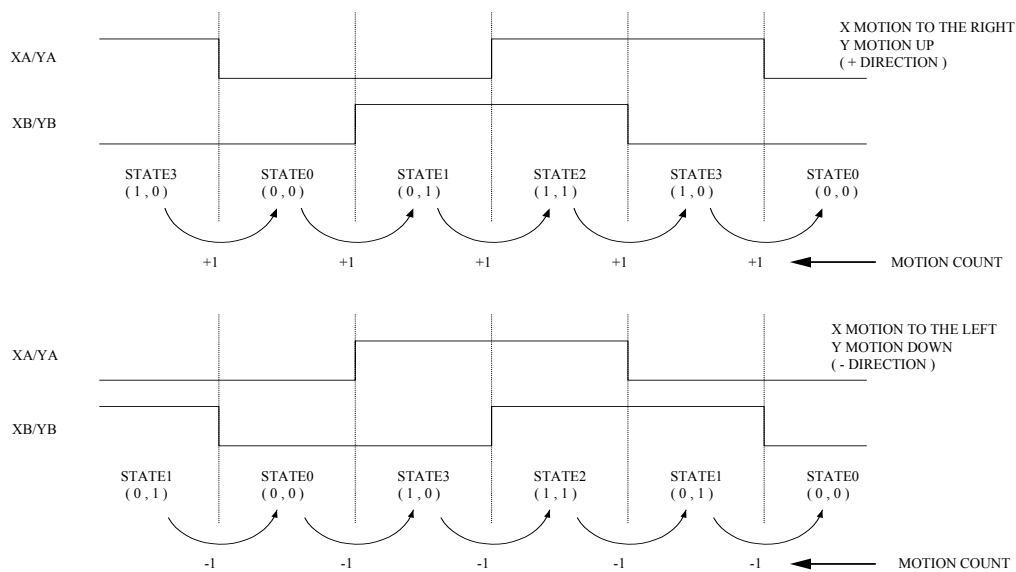 X MOTION TO THE RIGHT
Y MOTION UP
( + DIRECTION )
XA/YA
XB/YB
STATE3 STATE0 STATE1 STATE2 STATE3 STATE0
( 1 , 0 ) ( 0 , 0 ) ( 0 , 1 ) ( 1 , 1 ) ( 1 , 0 ) ( 0 , 0 )
+1 +1 +1 +1 +1 MOTION COUNT
X MOTION TO THE LEFT
Y MOTION DOWN
( - DIRECTION )
XA/YA
XB/YB
STATE1 STATE0 STATE3 STATE2 STATE1 STATE0
( 0 , 1 ) ( 0 , 0 ) ( 1 , 0 ) ( 1 , 1 ) ( 0 , 1 ) ( 0 , 0 )
-1 -1 -1 -1 -1 MOTION COUNT